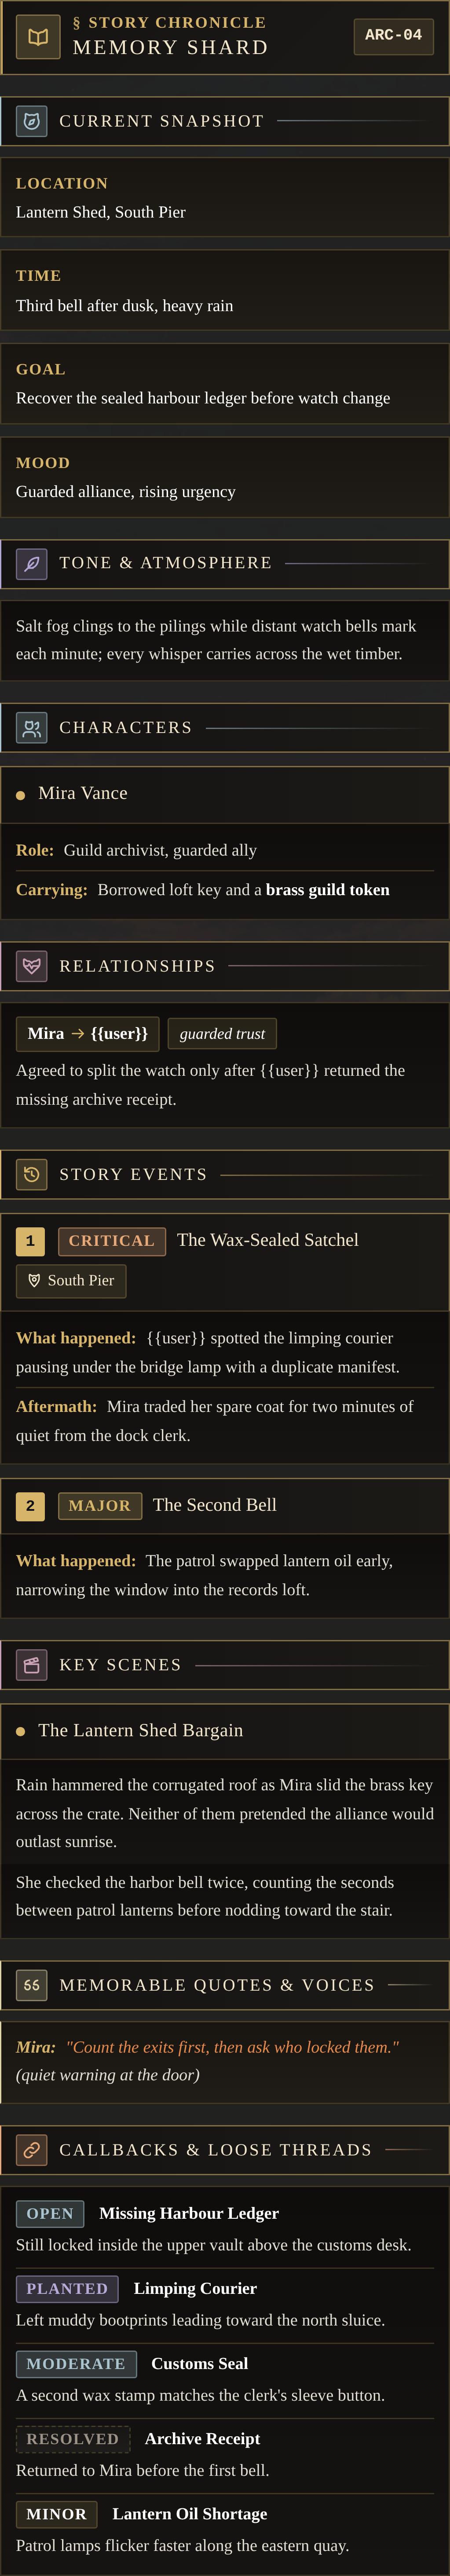 § STORY CHRONICLE
MEMORY SHARD
ARC-04
CURRENT SNAPSHOT
LOCATION
Lantern Shed, South Pier
TIME
Third bell after dusk, heavy rain
GOAL
Recover the sealed harbour ledger before watch change
MOOD
Guarded alliance, rising urgency
TONE & ATMOSPHERE
Salt fog clings to the pilings while distant watch bells mark
each minute; every whisper carries across the wet timber.
CHARACTERS
Mira Vance
Role: Guild archivist, guarded ally
Carrying: Borrowed loft key and a brass guild token
RELATIONSHIPS
Mira → {{user}} guarded trust
Agreed to split the watch only after {{user}} returned the
missing archive receipt.
STORY EVENTS
1 CRITICAL The Wax-Sealed Satchel
South Pier
What happened: {{user}} spotted the limping courier
pausing under the bridge lamp with a duplicate manifest.
Aftermath: Mira traded her spare coat for two minutes of
quiet from the dock clerk.
2 MAJOR The Second Bell
What happened: The patrol swapped lantern oil early,
narrowing the window into the records loft.
KEY SCENES
The Lantern Shed Bargain
Rain hammered the corrugated roof as Mira slid the brass key
across the crate. Neither of them pretended the alliance would
outlast sunrise.
She checked the harbor bell twice, counting the seconds
between patrol lanterns before nodding toward the stair.
MEMORABLE QUOTES & VOICES
Mira: "Count the exits first, then ask who locked them."
(quiet warning at the door)
CALLBACKS & LOOSE THREADS
OPEN Missing Harbour Ledger
Still locked inside the upper vault above the customs desk.
PLANTED Limping Courier
Left muddy bootprints leading toward the north sluice.
MODERATE Customs Seal
A second wax stamp matches the clerk's sleeve button.
RESOLVED Archive Receipt
Returned to Mira before the first bell.
MINOR Lantern Oil Shortage
Patrol lamps flicker faster along the eastern quay.